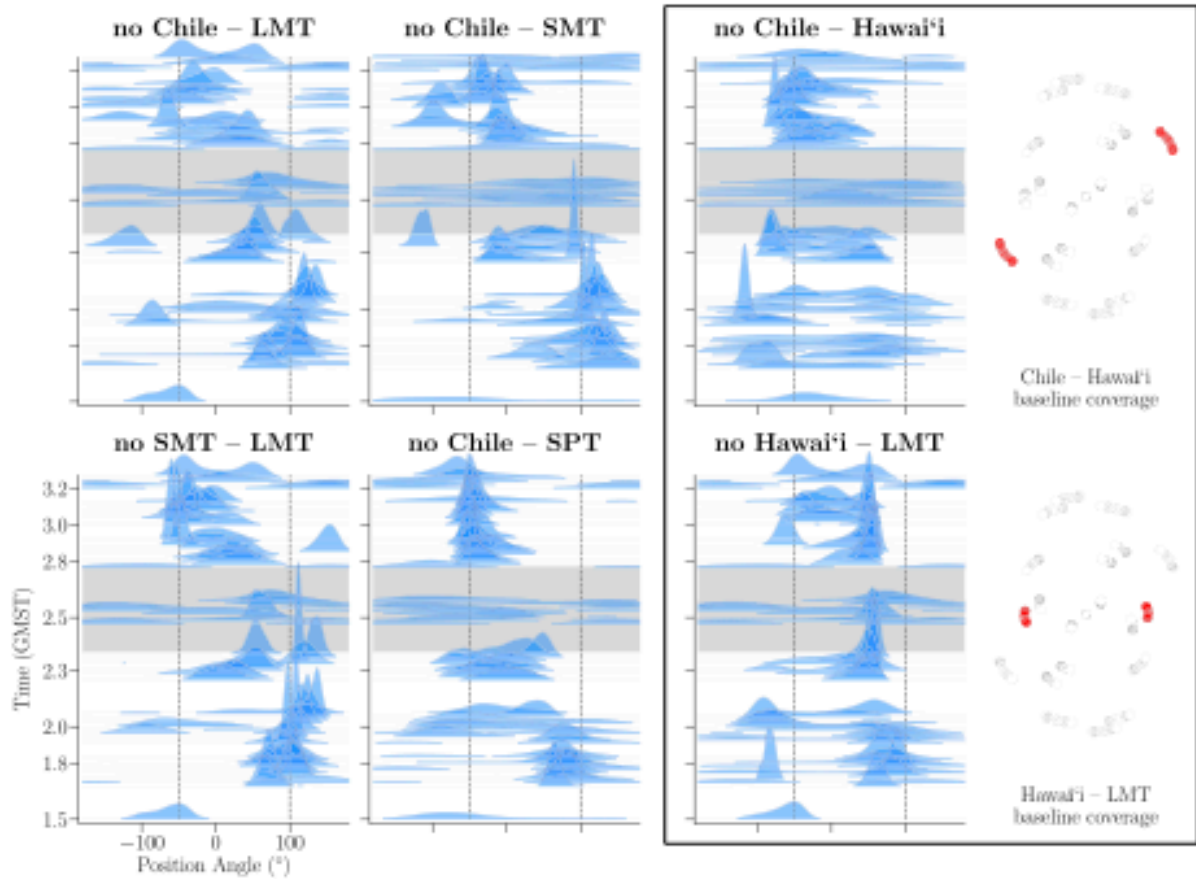 no Chile – LMT
no Chile – SMT
no Chile – Hawai‘i
Chile – Hawai‘i
baseline coverage
no SMT – LMT
no Chile – SPT
no Hawai‘i – LMT
Time (GMST)
3.2
3.0
2.8
2.5
2.3
2.0
1.8
1.5
−100
0
100
Position Angle (°)
Hawai‘i – LMT
baseline coverage